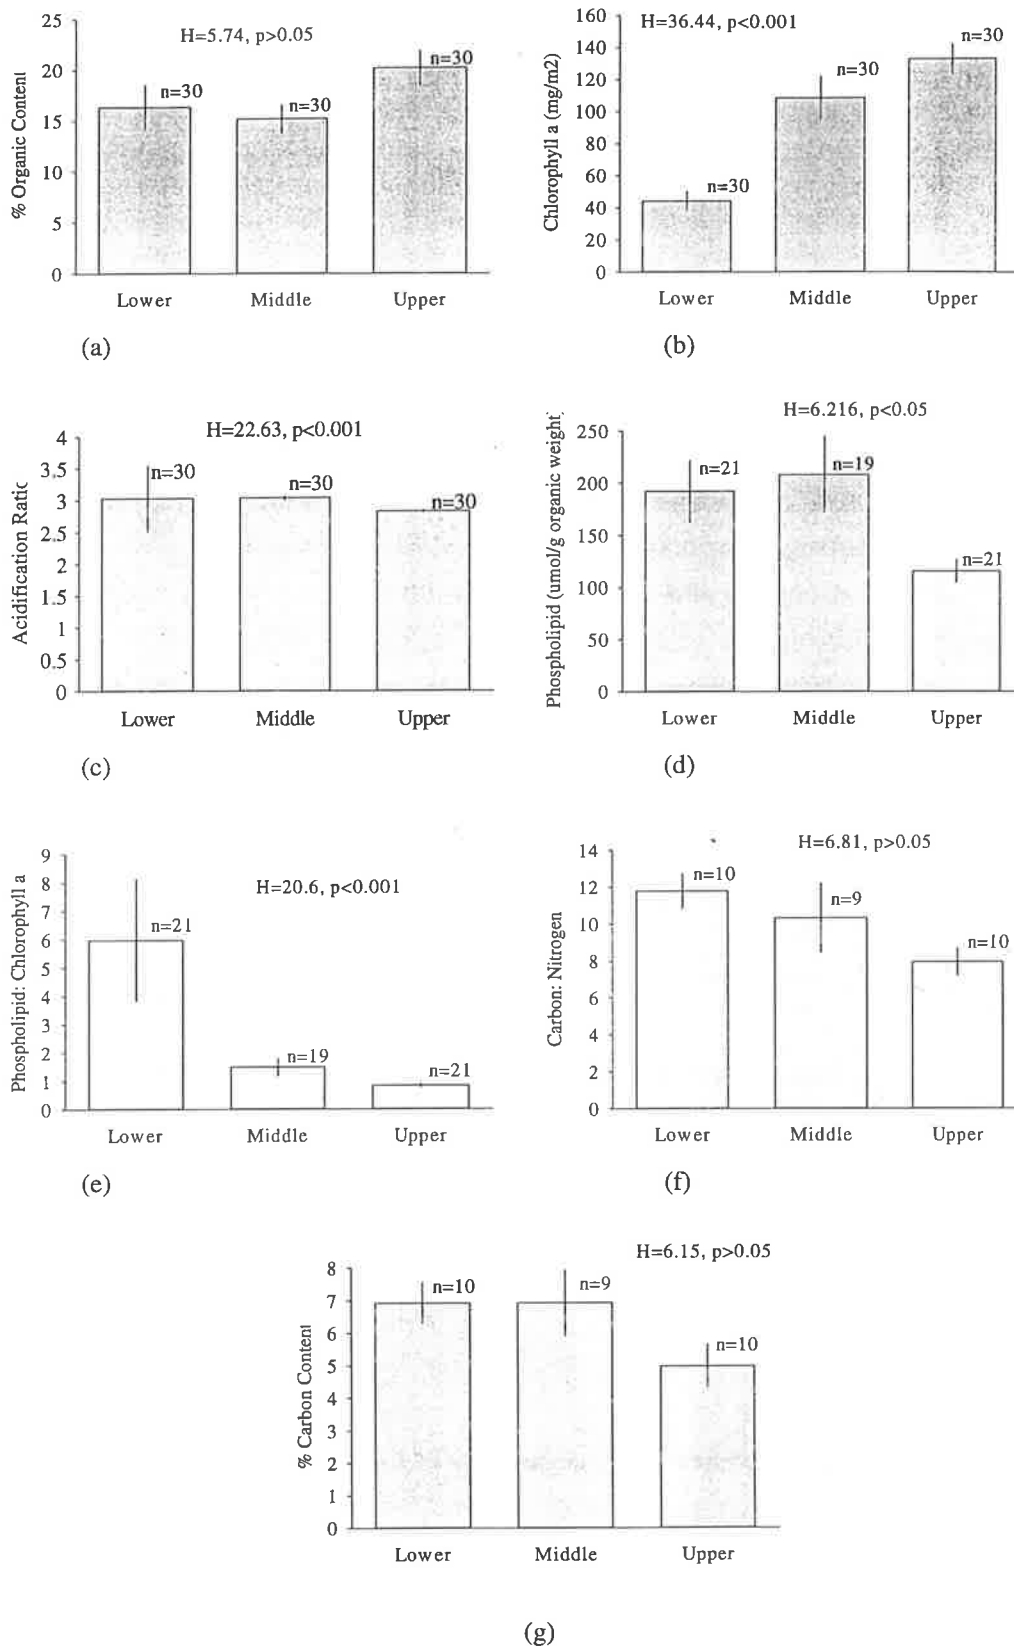 H=5.74, p>0.05
% Organic Content
25
20
15
10
5
0
n=30
n=30
n=30
Lower Middle Upper
(a)
H=36.44, p<0.001
Chlorophyll a (mg/m2)
160
140
120
100
80
60
40
20
0
n=30
n=30
n=30
Lower Middle Upper
(b)
H=22.63, p<0.001
Acidification Ratio
4
3.5
3
2.5
2
1.5
1
0.5
0
n=30
n=30
n=30
Lower Middle Upper
(c)
H=6.216, p<0.05
Phospholipid (umol/g organic weight)
250
200
150
100
50
0
n=21
n=19
n=21
Lower Middle Upper
(d)
H=20.6, p<0.001
Phospholipid: Chlorophyll a
9
8
7
6
5
4
3
2
1
0
n=21
n=19
n=21
Lower Middle Upper
(e)
H=6.81, p>0.05
Carbon: Nitrogen
14
12
10
8
6
4
2
0
n=10
n=9
n=10
Lower Middle Upper
(f)
H=6.15, p>0.05
% Carbon Content
8
7
6
5
4
3
2
1
0
n=10
n=9
n=10
Lower Middle Upper
(g)